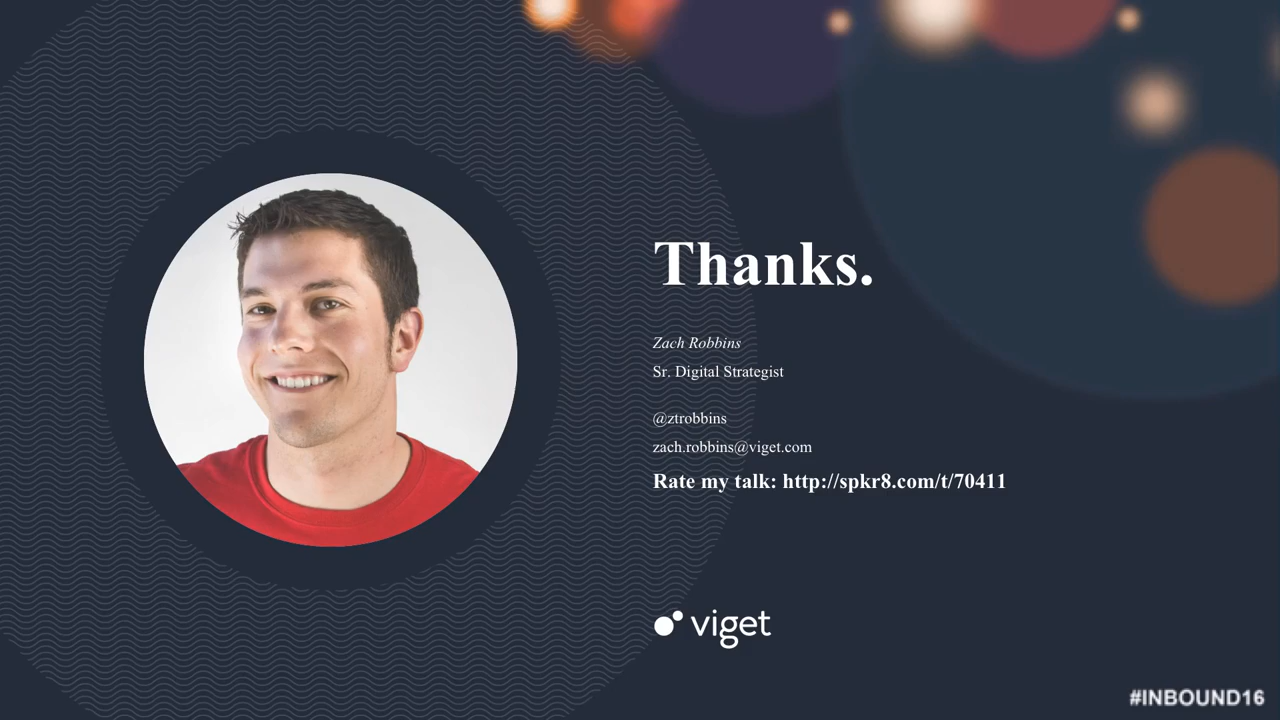 Thanks.
Zach Robbins
Sr. Digital Strategist
@ztrobbins
zach.robbins@viget.com
Rate my talk: http://spkr8.com/t/70411
viget
#INBOUND16